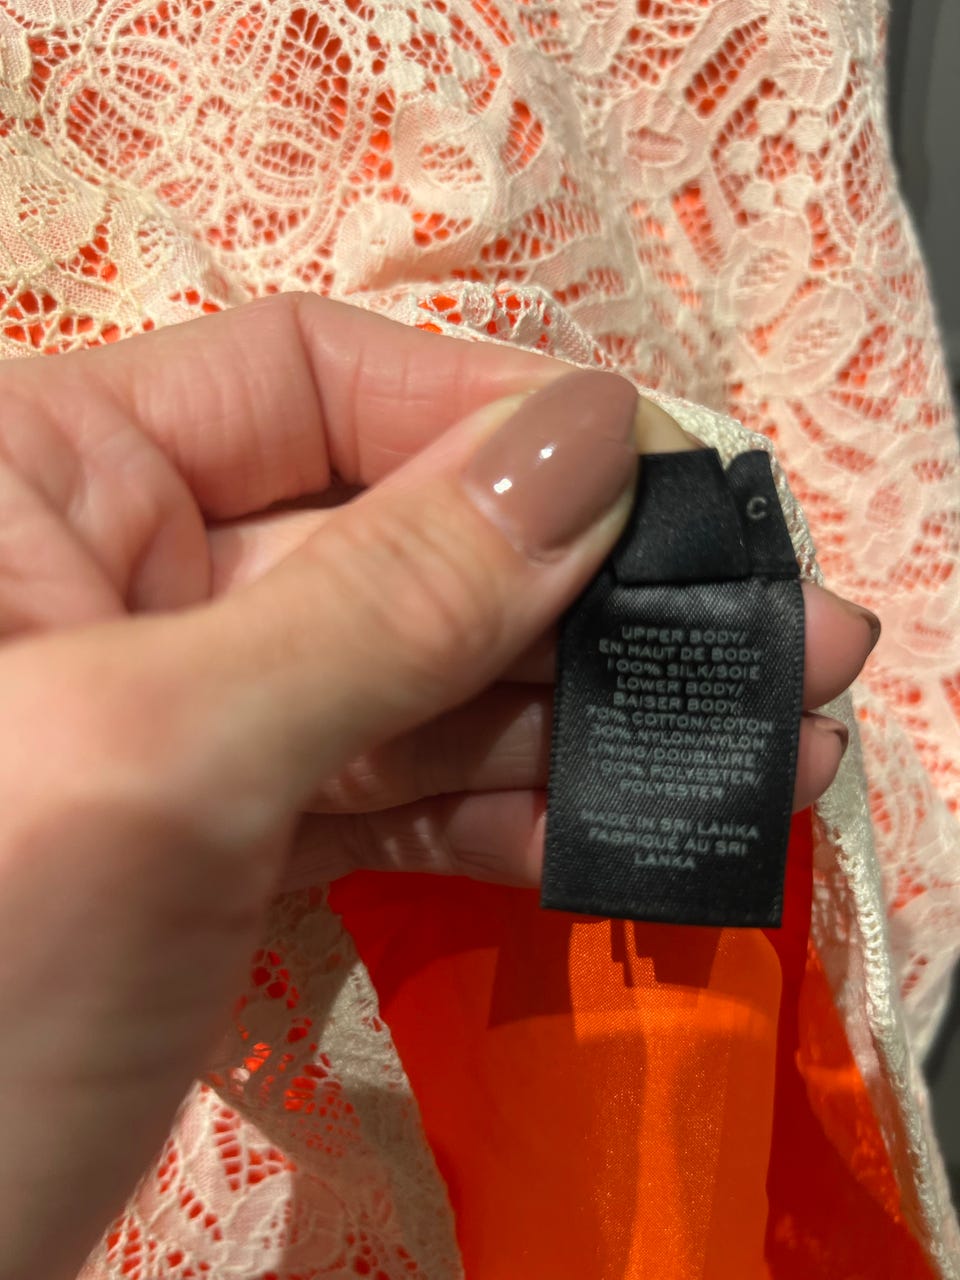 C
UPPER BODY/
EN HAUT DE BODY
100% SILK/SOIE
LOWER BODY/
BAISER BODY:
70% COTTON/COTON
30% NYLON/NYLON
LINING/DOUBLURE
100% POLYESTER/
POLYESTER
MADE IN SRI LANKA
FABRIQUÉ AU SRI
LANKA